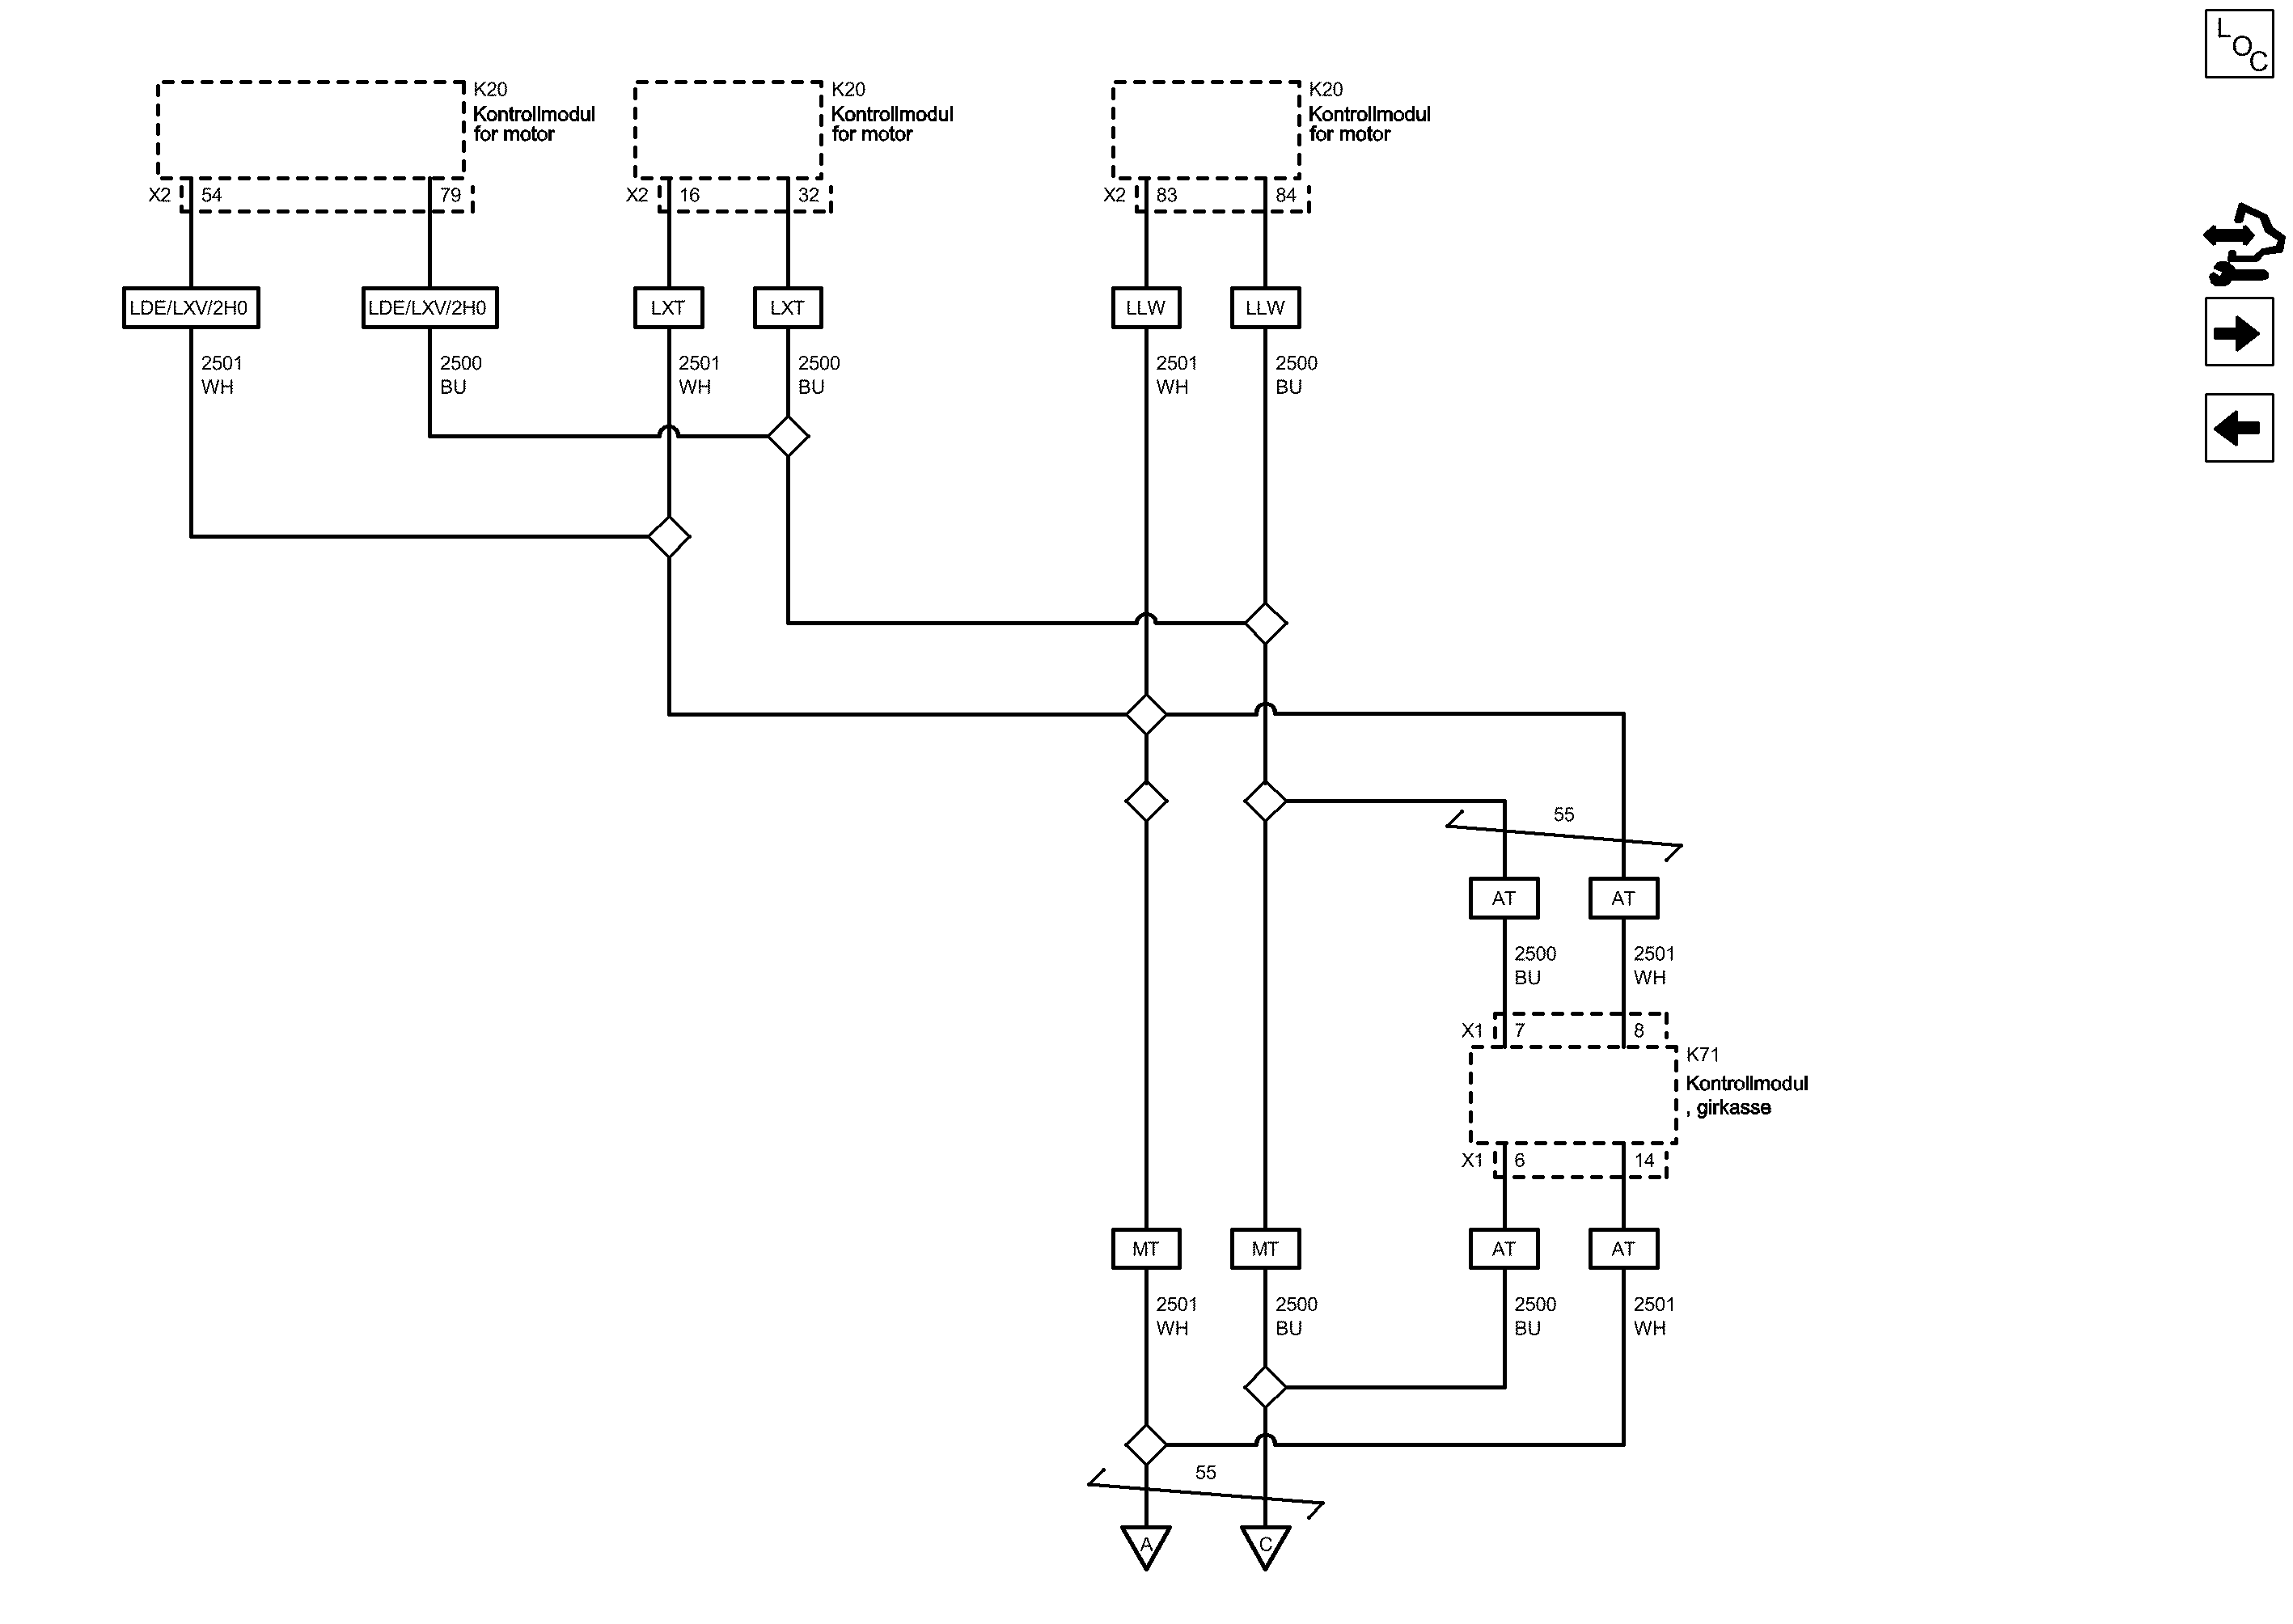 LOC
K20
Kontrollmodul
for motor
K20
Kontrollmodul
for motor
K20
Kontrollmodul
for motor
X2 54 79
X2 16 32
X2 83 84
LDE/LXV/2H0 LDE/LXV/2H0 LXT LXT LLW LLW
2501 2500 2501 2500 2501 2500
WH BU WH BU WH BU
55
AT AT
2500 2501
BU WH
X1 7 8
K71
Kontrollmodul
, girkasse
X1 6 14
MT MT AT AT
2501 2500 2500 2501
WH BU BU WH
55
A C